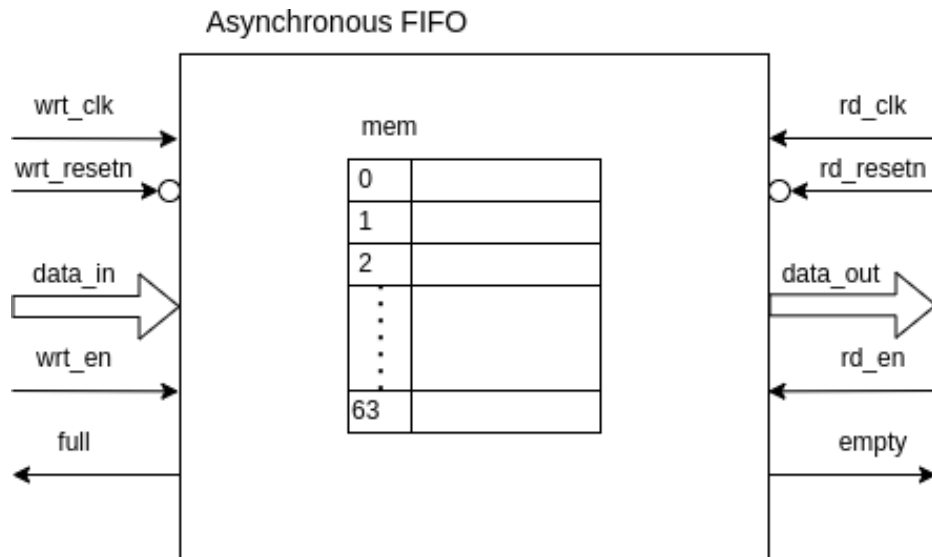 Asynchronous FIFO
wrt_clk
rd_clk
mem
wrt_resetn
rd_resetn
0
1
2
data_in
data_out
wrt_en
rd_en
63
full
empty